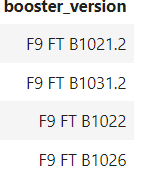 booster_version
F9 FT B1021.2
F9 FT B1031.2
F9 FT B1022
F9 FT B1026